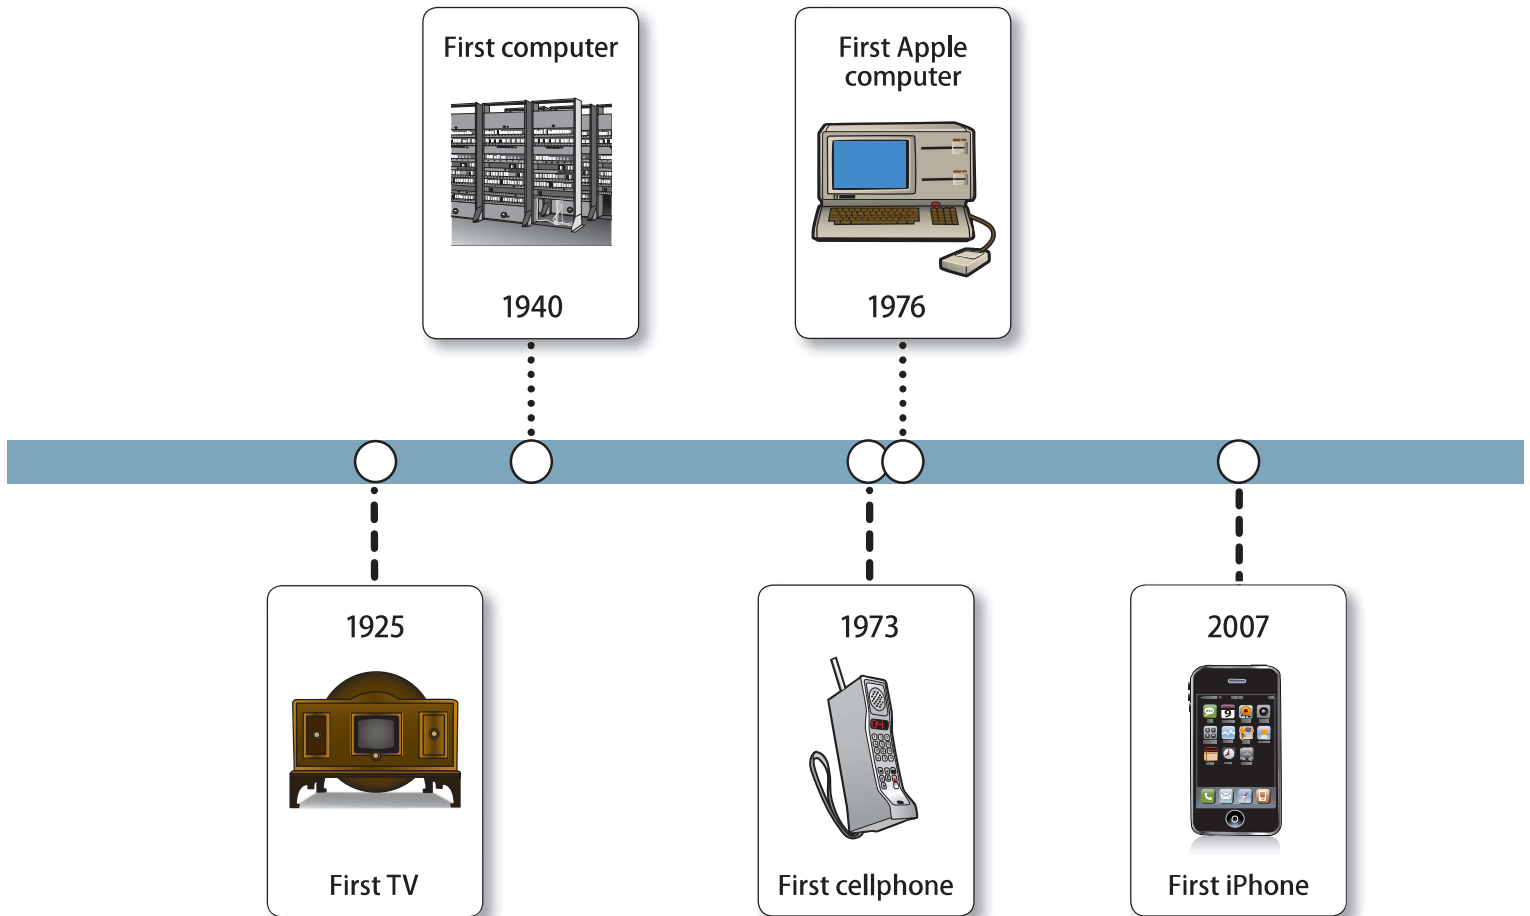 First computer
1940
First Apple
computer
1976
1925
First TV
1973
First cellphone
2007
First iPhone